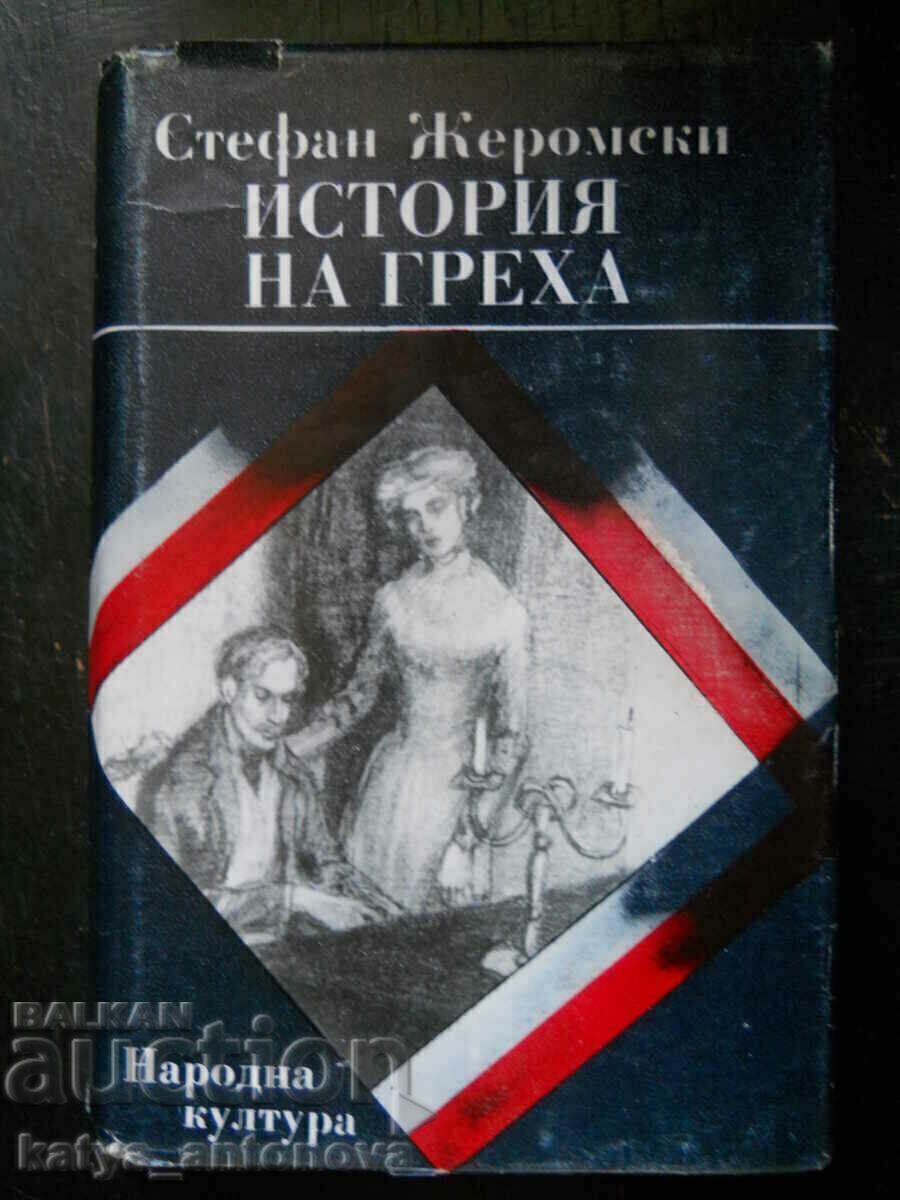 Стефан Жеромски
ИСТОРИЯ
НА ГРЕХА
BALKAN
auction
Народна
култура
katya_antonova